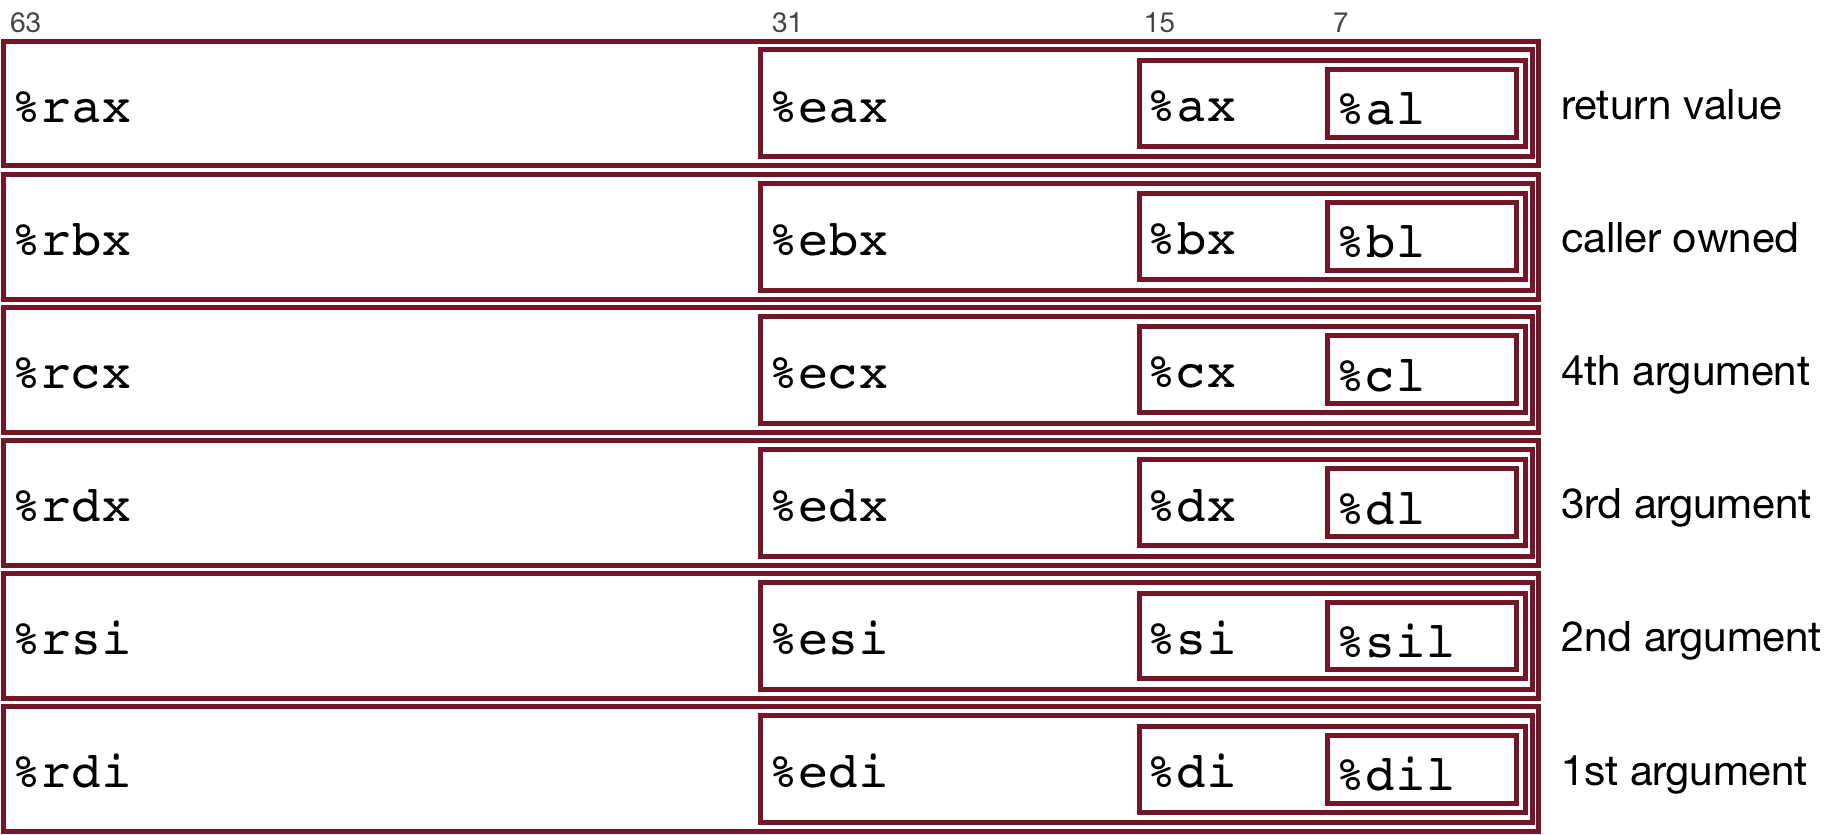 63 31 15 7
%rax %eax %ax %al return value
%rbx %ebx %bx %bl caller owned
%rcx %ecx %cx %cl 4th argument
%rdx %edx %dx %dl 3rd argument
%rsi %esi %si %sil 2nd argument
%rdi %edi %di %dil 1st argument